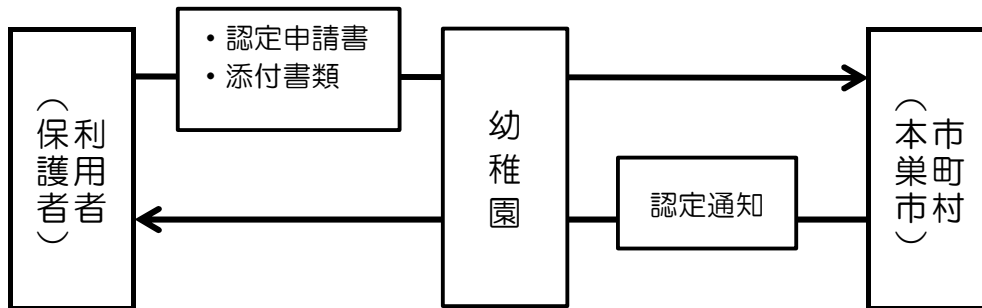 利用者
（保護者）
・認定申請書
・添付書類
幼稚園
認定通知
市町村
（本巣市）